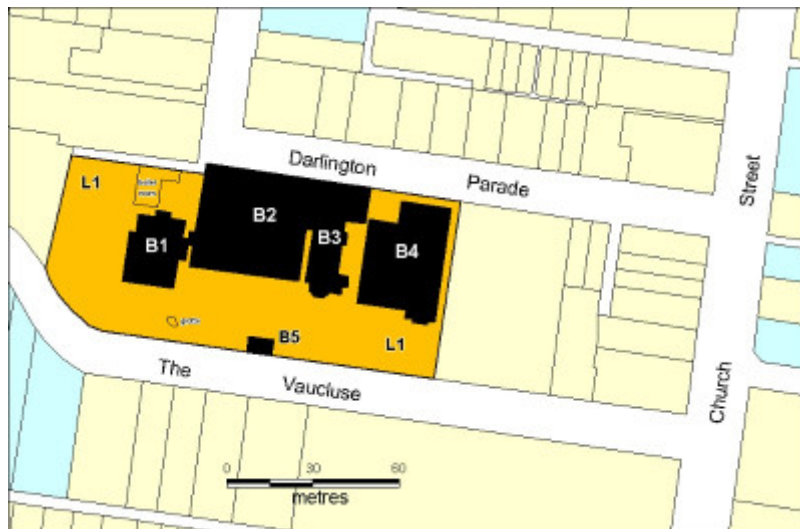 Darlington
Parade
Street
L1
B2
B3
B1
B4
B5
L1
The
Vaucluse
Church
0 30 60
metres